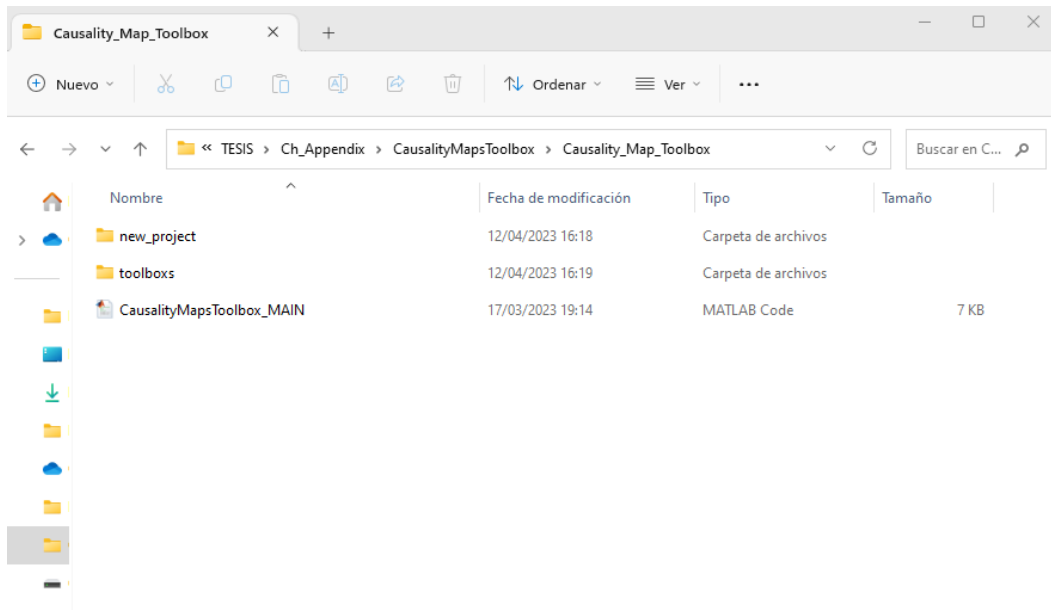 Causality_Map_Toolbox
Nuevo Ordenar Ver
« TESIS > Ch_Appendix > CausalityMapsToolbox > Causality_Map_Toolbox Buscar en C...
Nombre Fecha de modificación Tipo Tamaño
new_project 12/04/2023 16:18 Carpeta de archivos
toolboxs 12/04/2023 16:19 Carpeta de archivos
CausalityMapsToolbox_MAIN 17/03/2023 19:14 MATLAB Code 7 KB